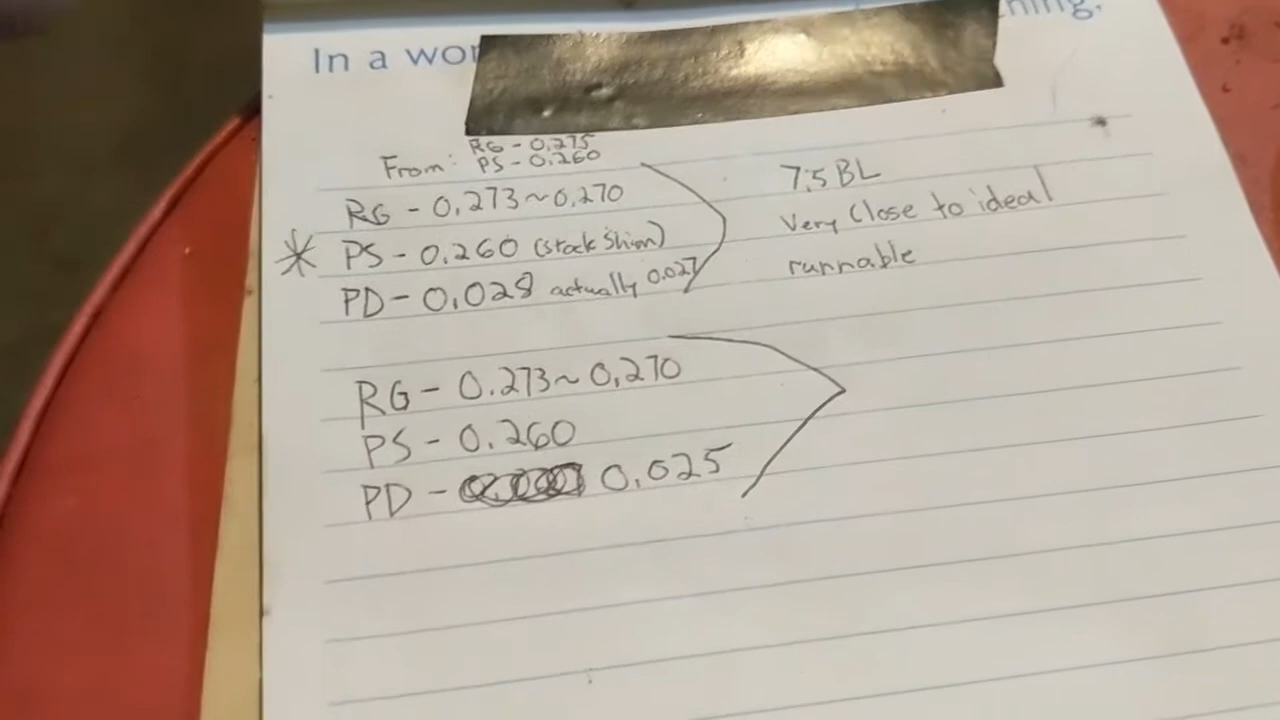 In a wor
From: RG - 0.275
PS - 0.260
RG - 0.273~0.270
* PS - 0.260 (stock shim)
PD - 0.028 actually 0.027
7.5 BL
Very close to ideal
runnable
RG - 0.273~0.270
PS - 0.260
PD - 0.025